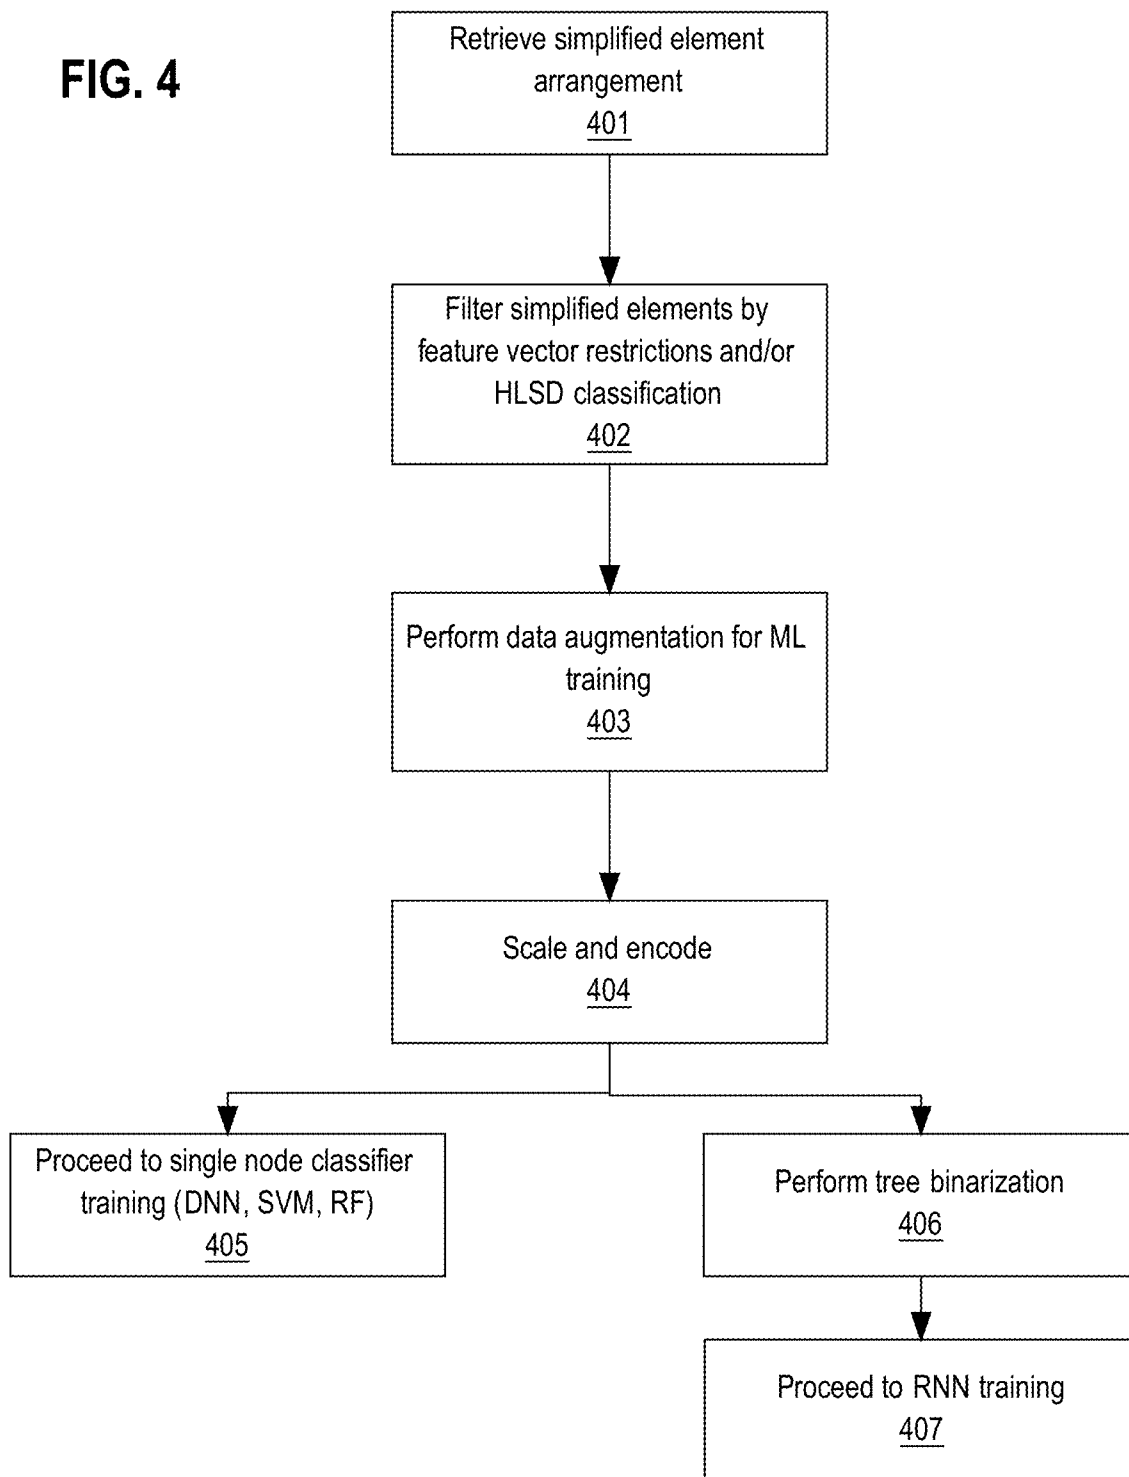 FIG. 4
Retrieve simplified element
arrangement
401
Filter simplified elements by
feature vector restrictions and/or
HLSD classification
402
Perform data augmentation for ML
training
403
Scale and encode
404
Proceed to single node classifier
training (DNN, SVM, RF)
405
Perform tree binarization
406
Proceed to RNN training
407